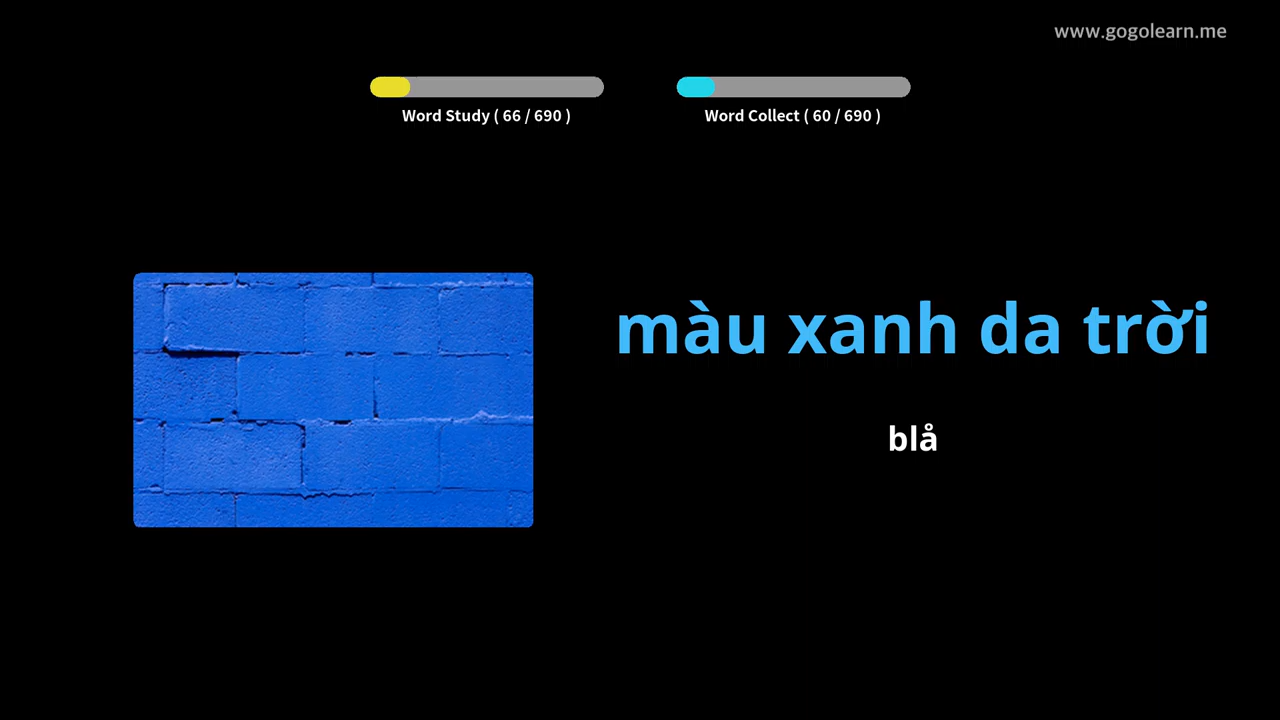 www.gogolearn.me
Word Study ( 66 / 690 )
Word Collect ( 60 / 690 )
màu xanh da trời
blå